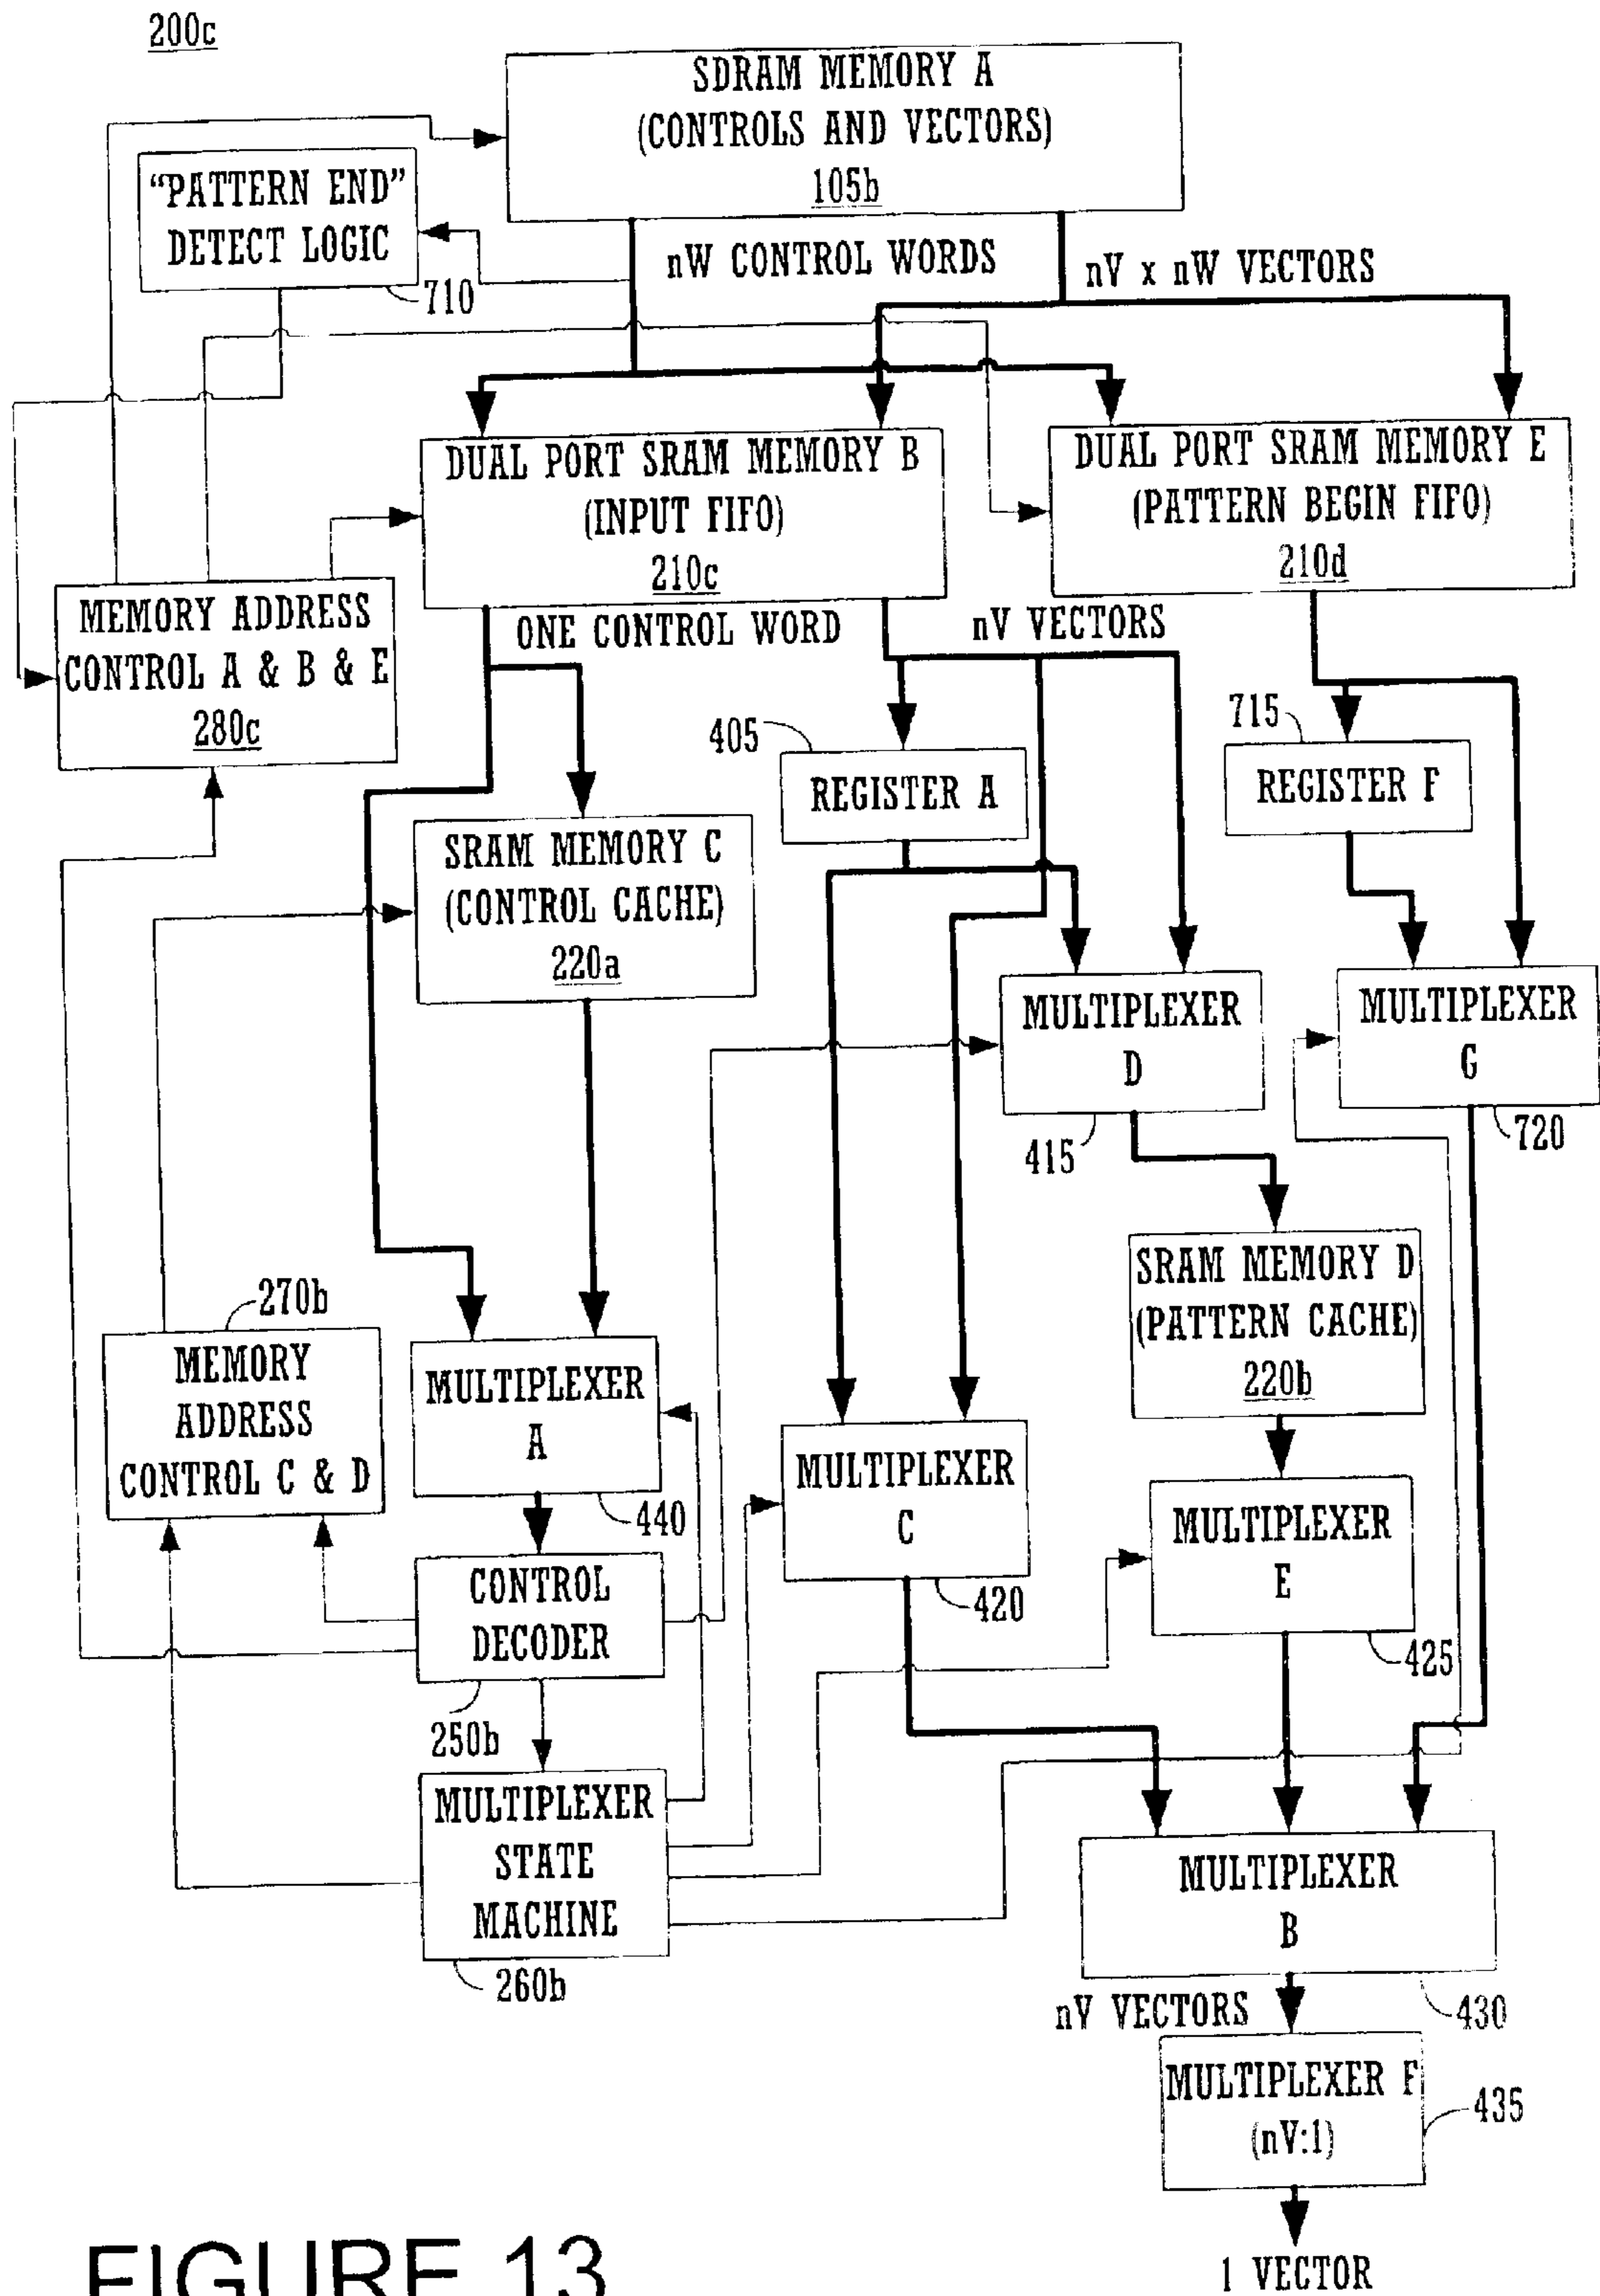 200c
SDRAM MEMORY A
(CONTROLS AND VECTORS)
105b
"PATTERN END"
DETECT LOGIC
710
nW CONTROL WORDS
nV x nW VECTORS
DUAL PORT SRAM MEMORY B
(INPUT FIFO)
210c
DUAL PORT SRAM MEMORY E
(PATTERN BEGIN FIFO)
210d
MEMORY ADDRESS
CONTROL A & B & E
280c
ONE CONTROL WORD
nV VECTORS
405
REGISTER A
715
REGISTER F
SRAM MEMORY C
(CONTROL CACHE)
220a
MULTIPLEXER
D
415
MULTIPLEXER
G
720
SRAM MEMORY D
(PATTERN CACHE)
220b
270b
MEMORY
ADDRESS
CONTROL C & D
MULTIPLEXER
A
440
MULTIPLEXER
C
420
MULTIPLEXER
E
425
CONTROL
DECODER
250b
MULTIPLEXER
STATE
MACHINE
260b
MULTIPLEXER
B
430
nV VECTORS
MULTIPLEXER F
(nV:1)
435
1 VECTOR
FIGURE 13